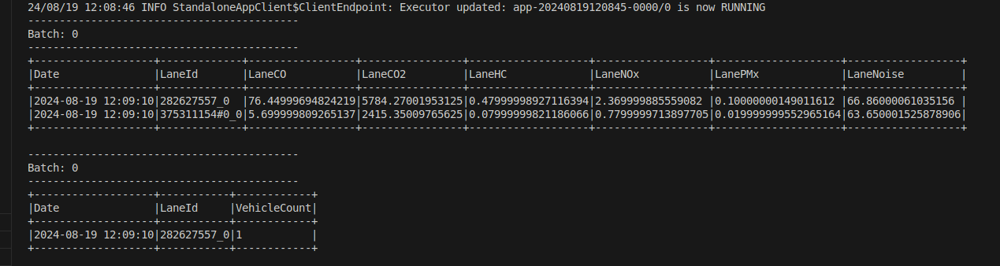 24/08/19 12:08:46 INFO StandaloneAppClient$ClientEndpoint: Executor updated: app-20240819120845-0000/0 is now RUNNING
-------------------------------------------
Batch: 0
-------------------------------------------
+-------------------+-------------+-----------------+----------------+-------------------+------------------+--------------------+------------------+
|Date               |LaneId       |LaneCO           |LaneCO2         |LaneHC             |LaneNOx           |LanePMx             |LaneNoise         |
+-------------------+-------------+-----------------+----------------+-------------------+------------------+--------------------+------------------+
|2024-08-19 12:09:10|282627557_0  |76.44999694824219|5784.27001953125|0.47999998927116394|2.369999885559082 |0.10000000149011612 |66.86000061035156 |
|2024-08-19 12:09:10|375311154#0_0|5.699999809265137|2415.35009765625|0.07999999821186066|0.7799999713897705|0.019999999552965164|63.650001525878906|
+-------------------+-------------+-----------------+----------------+-------------------+------------------+--------------------+------------------+
-------------------------------------------
Batch: 0
-------------------------------------------
+-------------------+-----------+------------+
|Date               |LaneId     |VehicleCount|
+-------------------+-----------+------------+
|2024-08-19 12:09:10|282627557_0|1           |
+-------------------+-----------+------------+